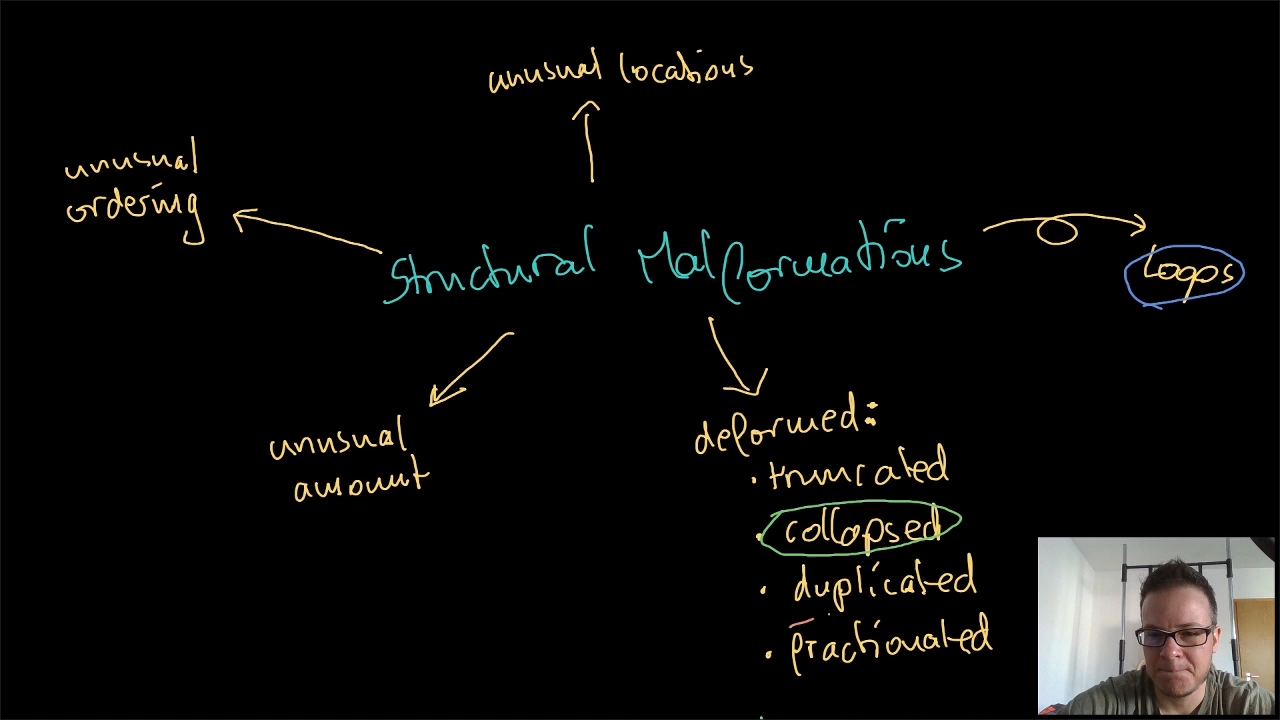 unusual locations
unusual
ordering
Structural Malformations
Loops
unusual
amount
deformed:
• truncated
• collapsed
• duplicated
• fractionated